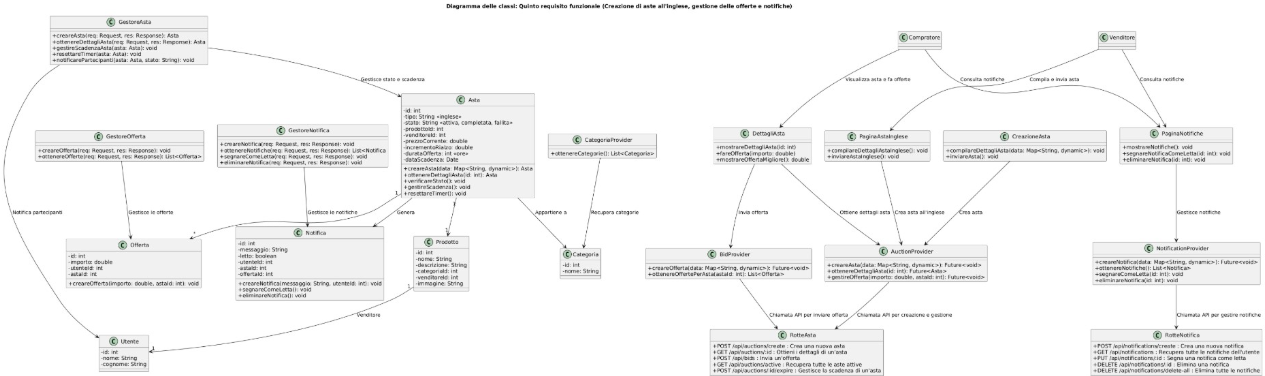 Diagramma delle classi: Quinto requisito funzionale (Creazione di aste all'Inglese, gestione delle offerte e notifiche)
C GestoreAsta
+creareAsta(req: Request, res: Response): Asta
+ottenereDettagliAsta(req: Request, res: Response): Asta
+gestireScadenzaAsta(asta: Asta): void
+resettareTimer(asta: Asta): void
+notificarePartecipanti(asta: Asta, stato: String): void
C Compratore
C Venditore
Gestisce stato e scadenza
Visualizza asta e fa offerte
Consulta notifiche
Compila e invia asta
Consulta notifiche
C Asta
-id: int
-tipo: String «inglese»
-stato: String «attiva, completata, fallita»
-prodottoId: int
-venditoreId: int
-prezzoCorrente: double
-incrementoRialzo: double
-durataOfferta: int «ore»
-dataScadenza: Date
+creareAsta(data: Map<String, dynamic>): Asta
+ottenereDettagliAsta(id: int): Asta
+verificareStato(): void
+gestireScadenza(): void
+resettareTimer(): void
C GestoreOfferta
+creareOfferta(req: Request, res: Response): void
+ottenereOfferte(req: Request, res: Response): List<Offerta>
C GestoreNotifica
+creareNotifica(req: Request, res: Response): void
+ottenereNotifiche(req: Request, res: Response): List<Notifica>
+segnareComeLetta(req: Request, res: Response): void
+eliminareNotifica(req: Request, res: Response): void
C CategoriaProvider
+ottenereCategorie(): List<Categoria>
C DettagliAsta
+mostrareDettagliAsta(id: int)
+fareOfferta(importo: double)
+mostrareOffertaMigliore(): double
C PaginaAstaInglese
+compilareDettagliAstaInglese(): void
+inviareAstaInglese(): void
C CreazioneAsta
+compilareDettagliAsta(data: Map<String, dynamic>): void
+inviareAsta(): void
C PagineNotifiche
+mostrareNotifiche(): void
+segnareNotificaComeLetta(id: int): void
+eliminareNotifica(id: int): void
Notifica partecipanti
Gestisce le offerte
Gestisce le notifiche
Genera
1
1
Appartiene a
Recupera categorie
Invia offerta
Ottiene dettagli asta
Crea asta all'Inglese
Crea asta
Gestisce notifiche
*
1
C Offerta
-id: int
-importo: double
-utenteId: int
-astaId: int
+creareOfferta(importo: double, astaId: int): void
C Notifica
-id: int
-messaggio: String
-letto: boolean
-utenteId: int
-astaId: int
+creareNotifica(messaggio: String, utenteId: int): void
+segnareComeLetta(): void
+eliminareNotifica(): void
C Prodotto
-id: int
-nome: String
-descrizione: String
-categoriaId: int
-venditoreId: int
-immagine: String
C Categoria
-id: int
-nome: String
C BidProvider
+creareOfferta(data: Map<String, dynamic>): Future<void>
+ottenereOffertePerAsta(astaId: int): List<Offerta>
C AuctionProvider
+creareAsta(data: Map<String, dynamic>): Future<void>
+ottenereDettagliAsta(id: int): Future<Asta>
+gestireOfferta(importo: double, astaId: int): Future<void>
C NotificationProvider
+creareNotifica(data: Map<String, dynamic>): Future<void>
+ottenereNotifiche(): List<Notifica>
+segnareComeLetta(id: int): void
+eliminareNotifica(id: int): void
1
Venditore
1
Chiamata API per inviare offerta
Chiamata API per creazione e gestione
Chiamata API per gestire notifiche
C Utente
-id: int
-nome: String
-cognome: String
C RotteAsta
+POST /api/auctions/create : Crea una nuova asta
+GET /api/auctions/:id : Ottieni i dettagli di un'asta
+POST /api/bids : Invia un'offerta
+GET /api/auctions/active : Recupera tutte le aste attive
+POST /api/auctions/:id/expire : Gestisce la scadenza di un'asta
C RotteNotifica
+POST /api/notifications/create : Crea una nuova notifica
+GET /api/notifications : Recupera tutte le notifiche dell'utente
+PUT /api/notifications/:id : Segna una notifica come letta
+DELETE /api/notifications/:id : Elimina una notifica
+DELETE /api/notifications/delete-all : Elimina tutte le notifiche